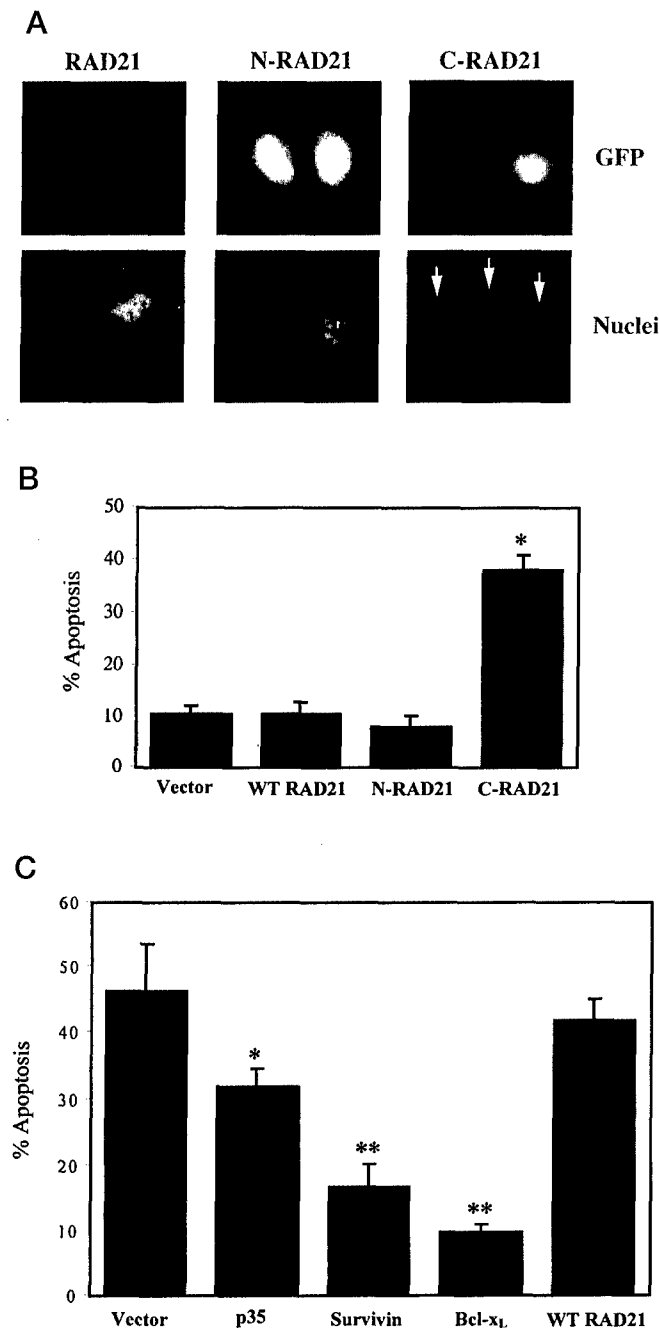 A
RAD21 N-RAD21 C-RAD21
GFP
Nuclei
B
% Apoptosis
50
40
30
20
10
0
*
Vector WT RAD21 N-RAD21 C-RAD21
C
% Apoptosis
60
50
40
30
20
10
0
*
**
**
Vector p35 Survivin Bcl-xL WT RAD21